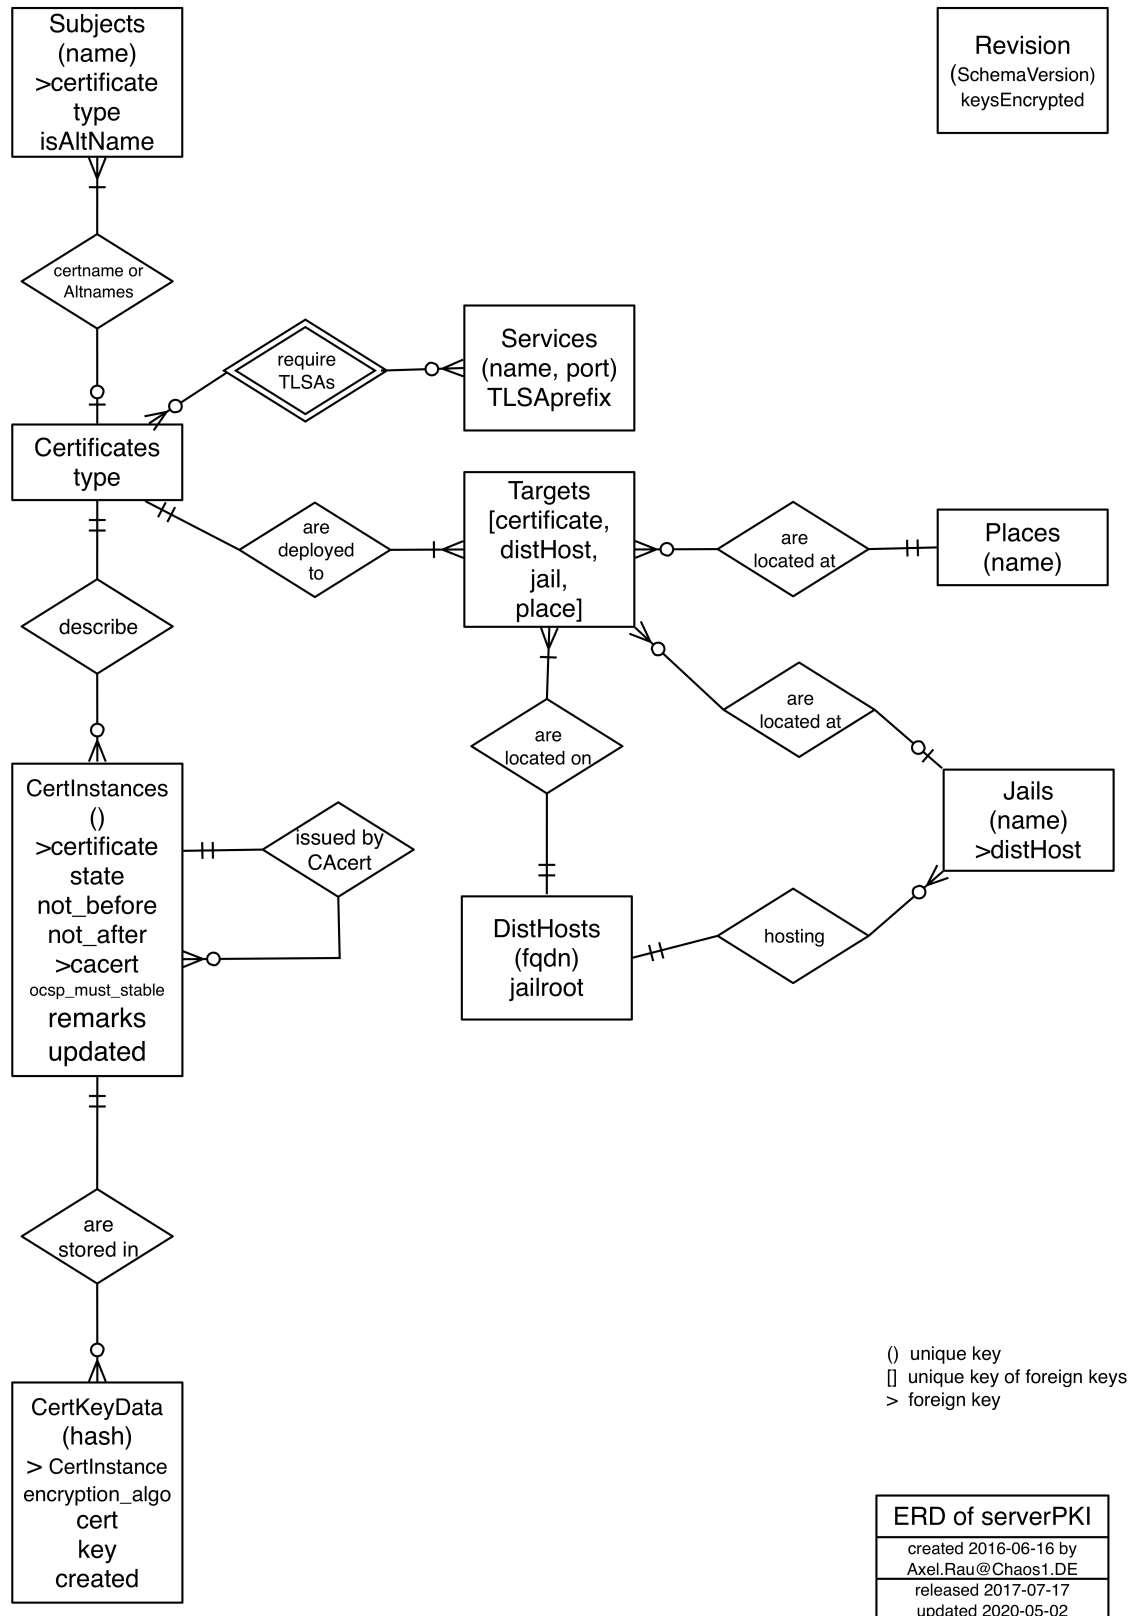 Subjects
(name)
>certificate
type
isAltName
Revision
(SchemaVersion)
keysEncrypted
certname or
Altnames
require
TLSAs
Services
(name, port)
TLSAprefix
Certificates
type
are
deployed
to
Targets
[certificate,
distHost,
jail,
place]
are
located at
Places
(name)
describe
are
located on
are
located at
CertInstances
()
>certificate
state
not_before
not_after
>cacert
ocsp_must_stable
remarks
updated
issued by
CAcert
Jails
(name)
>distHost
DistHosts
(fqdn)
jailroot
hosting
are
stored in
() unique key
[] unique key of foreign keys
> foreign key
CertKeyData
(hash)
> CertInstance
encryption_algo
cert
key
created
ERD of serverPKI
created 2016-06-16 by
Axel.Rau@Chaos1.DE
released 2017-07-17
updated 2020-05-02